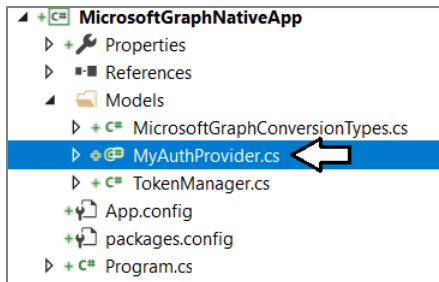 C# MicrosoftGraphNativeApp
Properties
References
Models
C# MicrosoftGraphConversionTypes.cs
C# MyAuthProvider.cs
C# TokenManager.cs
App.config
packages.config
C# Program.cs